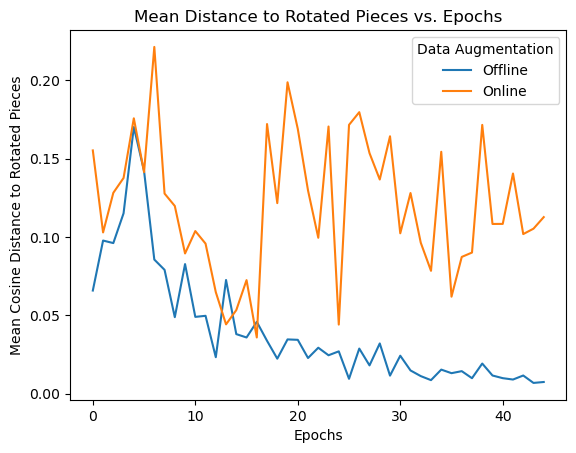 Mean Distance to Rotated Pieces vs. Epochs
Data Augmentation
Offline
Online
Mean Cosine Distance to Rotated Pieces
0.20
0.15
0.10
0.05
0.00
0
10
20
30
40
Epochs